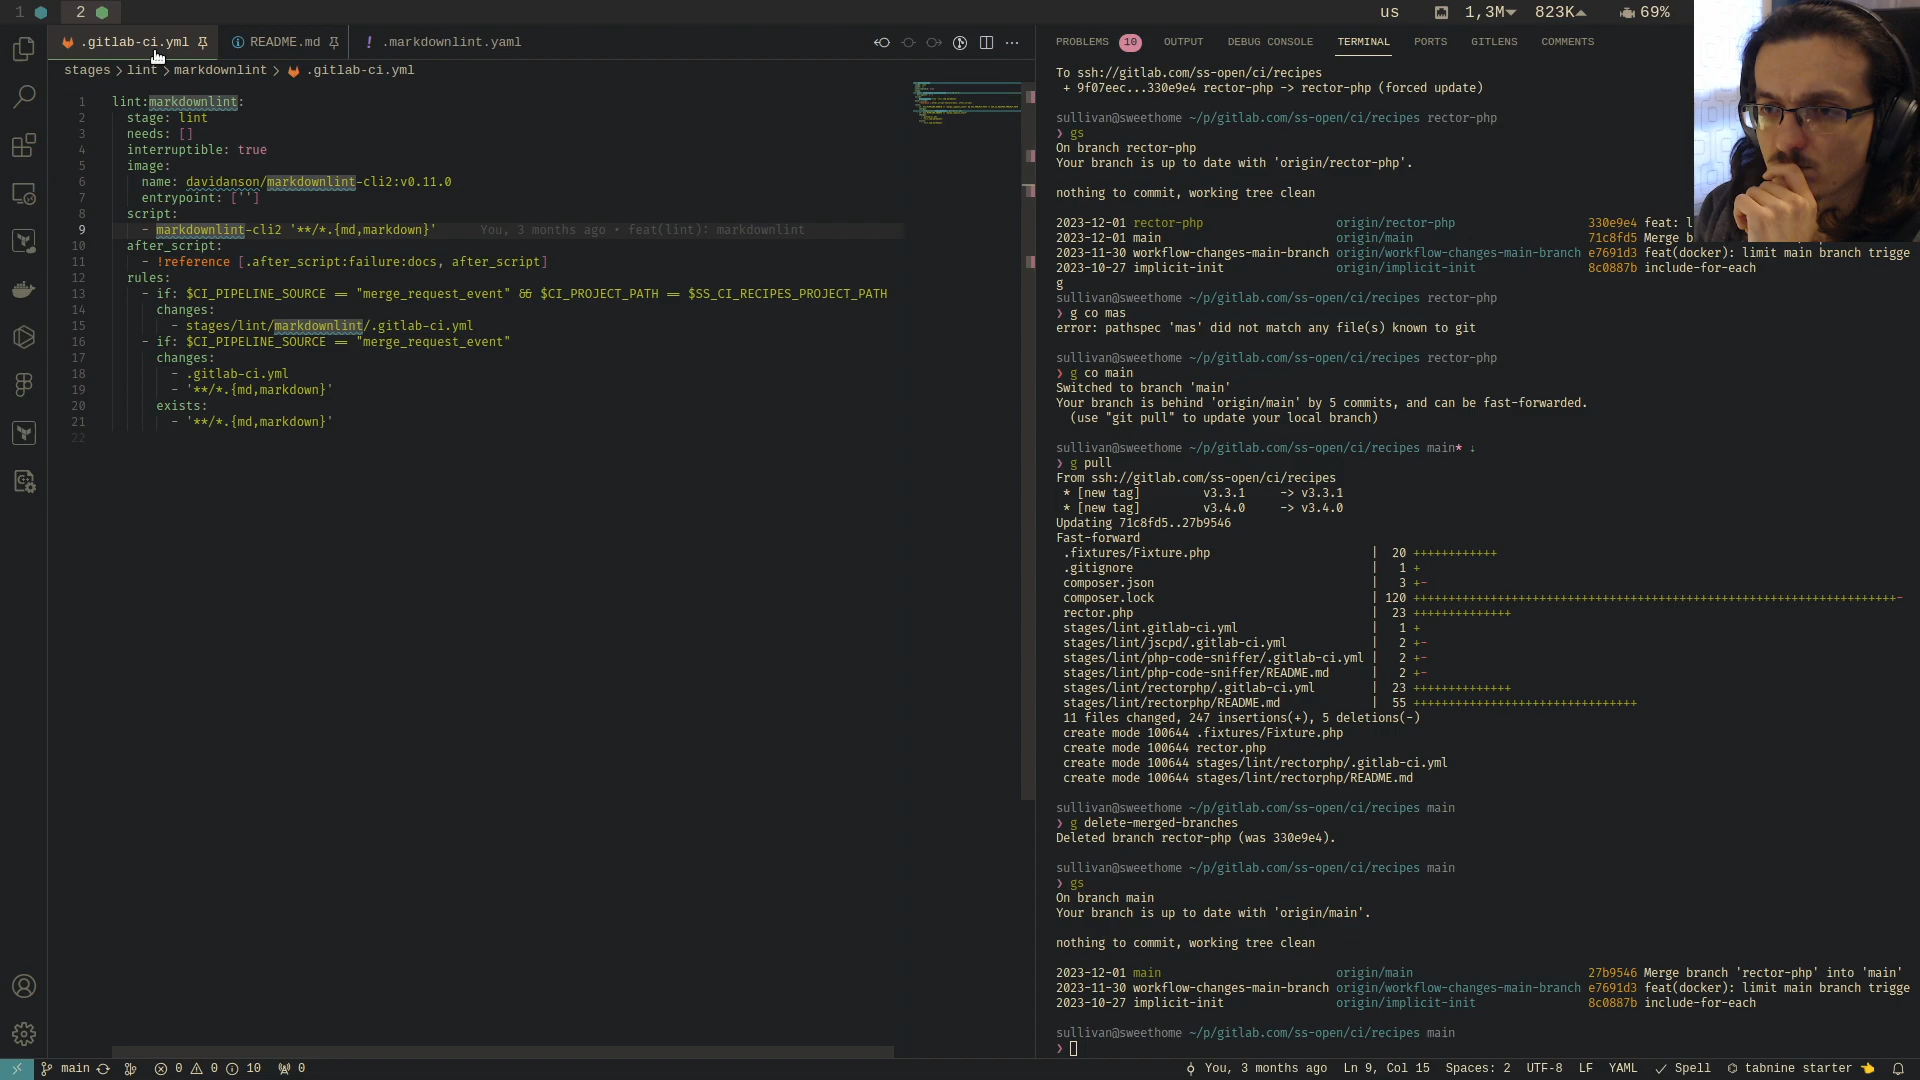 1 2 us 1,3M 823K 69%
.gitlab-ci.yml README.md .markdownlint.yaml
stages > lint > markdownlint > .gitlab-ci.yml
1 lint:markdownlint:
2 stage: lint
3 needs: []
4 interruptible: true
5 image:
6 name: davidanson/markdownlint-cli2:v0.11.0
7 entrypoint: ['']
8 script:
9 - markdownlint-cli2 '**/*.{md,markdown}' You, 3 months ago • feat(lint): markdownlint
10 after_script:
11 - !reference [.after_script:failure:docs, after_script]
12 rules:
13 - if: $CI_PIPELINE_SOURCE == "merge_request_event" && $CI_PROJECT_PATH == $SS_CI_RECIPES_PROJECT_PATH
14 changes:
15 - stages/lint/markdownlint/.gitlab-ci.yml
16 - if: $CI_PIPELINE_SOURCE == "merge_request_event"
17 changes:
18 - .gitlab-ci.yml
19 - '**/*.{md,markdown}'
20 exists:
21 - '**/*.{md,markdown}'
22
PROBLEMS 10 OUTPUT DEBUG CONSOLE TERMINAL PORTS GITLENS COMMENTS
To ssh://gitlab.com/ss-open/ci/recipes
+ 9f07eec...330e9e4 rector-php -> rector-php (forced update)
sullivan@sweethome ~/p/gitlab.com/ss-open/ci/recipes rector-php
❯ gs
On branch rector-php
Your branch is up to date with 'origin/rector-php'.
nothing to commit, working tree clean
2023-12-01 rector-php origin/rector-php 330e9e4 feat: l
2023-12-01 main origin/main 71c8fd5 Merge b
2023-11-30 workflow-changes-main-branch origin/workflow-changes-main-branch e7691d3 feat(docker): limit main branch trigge
2023-10-27 implicit-init origin/implicit-init 8c0887b include-for-each
g
sullivan@sweethome ~/p/gitlab.com/ss-open/ci/recipes rector-php
❯ g co mas
error: pathspec 'mas' did not match any file(s) known to git
sullivan@sweethome ~/p/gitlab.com/ss-open/ci/recipes rector-php
❯ g co main
Switched to branch 'main'
Your branch is behind 'origin/main' by 5 commits, and can be fast-forwarded.
(use "git pull" to update your local branch)
sullivan@sweethome ~/p/gitlab.com/ss-open/ci/recipes main* ↓
❯ g pull
From ssh://gitlab.com/ss-open/ci/recipes
* [new tag] v3.3.1 -> v3.3.1
* [new tag] v3.4.0 -> v3.4.0
Updating 71c8fd5..27b9546
Fast-forward
.fixtures/Fixture.php | 20 ++++++++++++
.gitignore | 1 +
composer.json | 3 +-
composer.lock | 120 ++++++++++++++++++++++++++++++++++++++++++++++++++++++++++++++++++++-
rector.php | 23 ++++++++++++++
stages/lint.gitlab-ci.yml | 1 +
stages/lint/jscpd/.gitlab-ci.yml | 2 +-
stages/lint/php-code-sniffer/.gitlab-ci.yml | 2 +-
stages/lint/php-code-sniffer/README.md | 2 +-
stages/lint/rectorphp/.gitlab-ci.yml | 23 ++++++++++++++
stages/lint/rectorphp/README.md | 55 ++++++++++++++++++++++++++++++++
11 files changed, 247 insertions(+), 5 deletions(-)
create mode 100644 .fixtures/Fixture.php
create mode 100644 rector.php
create mode 100644 stages/lint/rectorphp/.gitlab-ci.yml
create mode 100644 stages/lint/rectorphp/README.md
sullivan@sweethome ~/p/gitlab.com/ss-open/ci/recipes main
❯ g delete-merged-branches
Deleted branch rector-php (was 330e9e4).
sullivan@sweethome ~/p/gitlab.com/ss-open/ci/recipes main
❯ gs
On branch main
Your branch is up to date with 'origin/main'.
nothing to commit, working tree clean
2023-12-01 main origin/main 27b9546 Merge branch 'rector-php' into 'main'
2023-11-30 workflow-changes-main-branch origin/workflow-changes-main-branch e7691d3 feat(docker): limit main branch trigge
2023-10-27 implicit-init origin/implicit-init 8c0887b include-for-each
sullivan@sweethome ~/p/gitlab.com/ss-open/ci/recipes main
❯
main 0 0 10 0 You, 3 months ago Ln 9, Col 15 Spaces: 2 UTF-8 LF YAML Spell tabnine starter